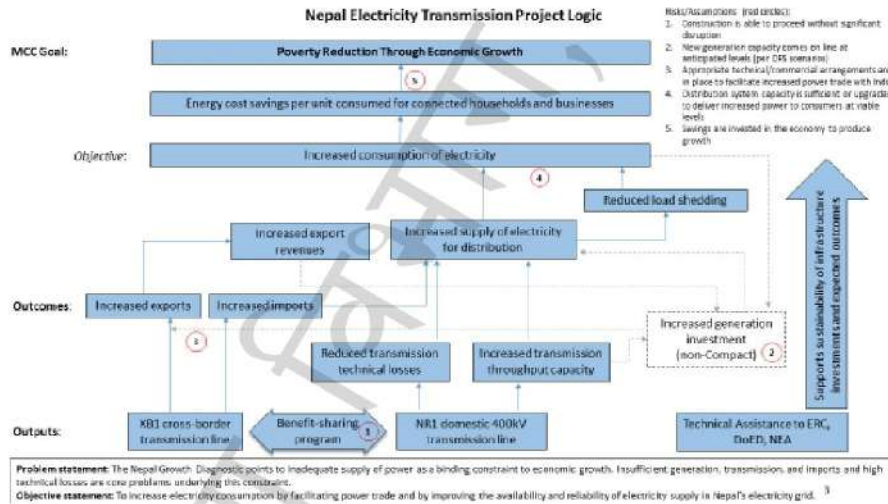 Nepal Electricity Transmission Project Logic
Risks/Assumptions (red circles):
1. Construction is able to proceed without significant
disruption
2. New generation capacity comes on line at
anticipated levels (per ORS scenarios)
3. Appropriate technical/commercial arrangements are
in place to facilitate increased power trade with Indi
4. Distribution system capacity is sufficient or upgrade
to deliver increased power to consumers at viable
levels
5. Savings are invested in the economy to produce
growth
MCC Goal:
Poverty Reduction Through Economic Growth
5
Energy cost savings per unit consumed for connected households and businesses
Objective:
Increased consumption of electricity
4
Reduced load shedding
Increased export
revenues
Increased supply of electricity
for distribution
Supports sustainability of infrastructure
investments and expected outcomes
Outcomes:
Increased exports
Increased imports
3
Reduced transmission
technical losses
Increased transmission
throughput capacity
Increased generation
investment
(non-Compact)
2
Outputs:
XB1 cross-border
transmission line
Benefit-sharing
program
1
NR1 domestic 400kV
transmission line
Technical Assistance to ERC,
DoED, NEA
Problem statement: The Nepal Growth Diagnostic points to inadequate supply of power as a binding constraint to economic growth. Insufficient generation, transmission, and imports and high
technical losses are core problems underlying this constraint.
Objective statement: To increase electricity consumption by facilitating power trade and by improving the availability and reliability of electricity supply in Nepal's electricity grid.